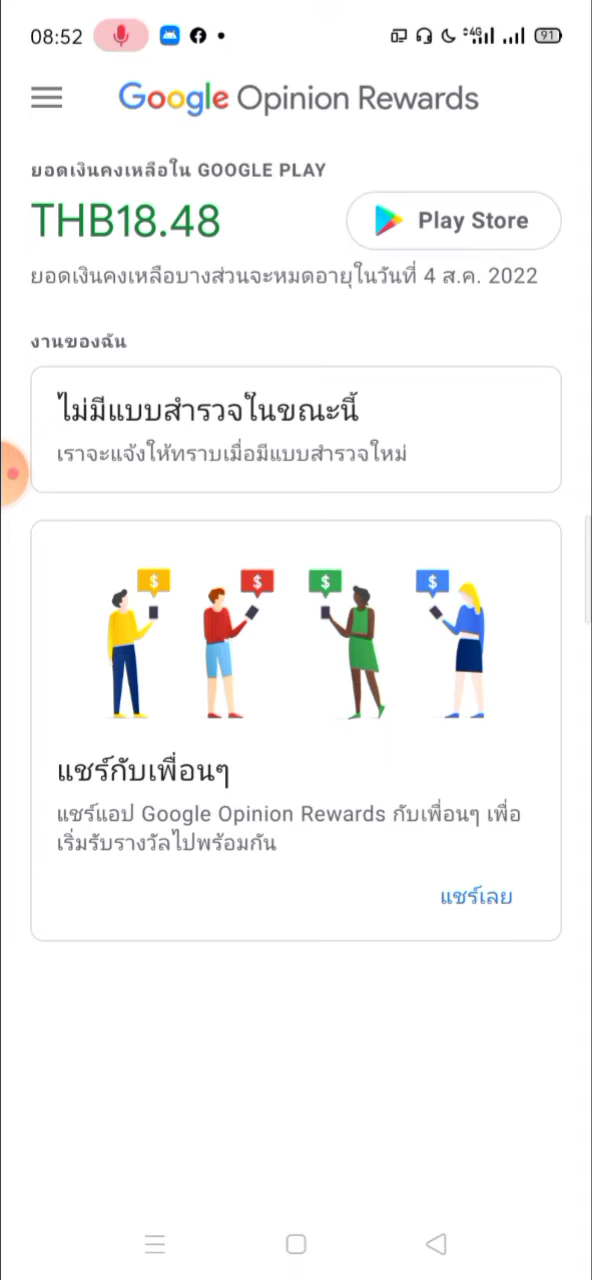 08:52
4G
91
Google Opinion Rewards
ยอดเงินคงเหลือใน GOOGLE PLAY
THB18.48
Play Store
ยอดเงินคงเหลือบางส่วนจะหมดอายุในวันที่ 4 ส.ค. 2022
งานของฉัน
ไม่มีแบบสำรวจในขณะนี้
เราจะแจ้งให้ทราบเมื่อมีแบบสำรวจใหม่
$ $ $ $
แชร์กับเพื่อนๆ
แชร์แอป Google Opinion Rewards กับเพื่อนๆ เพื่อ
เริ่มรับรางวัลไปพร้อมกัน
แชร์เลย